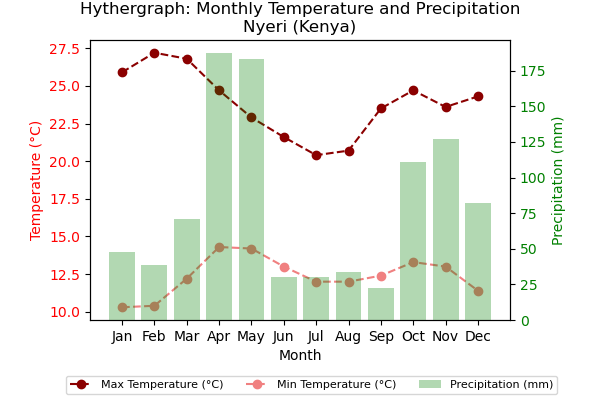 Hythergraph: Monthly Temperature and Precipitation
Nyeri (Kenya)
27.5
25.0
22.5
20.0
17.5
15.0
12.5
10.0
Temperature (°C)
175
150
125
100
75
50
25
0
Precipitation (mm)
Jan Feb Mar Apr May Jun Jul Aug Sep Oct Nov Dec
Month
Max Temperature (°C) Min Temperature (°C) Precipitation (mm)